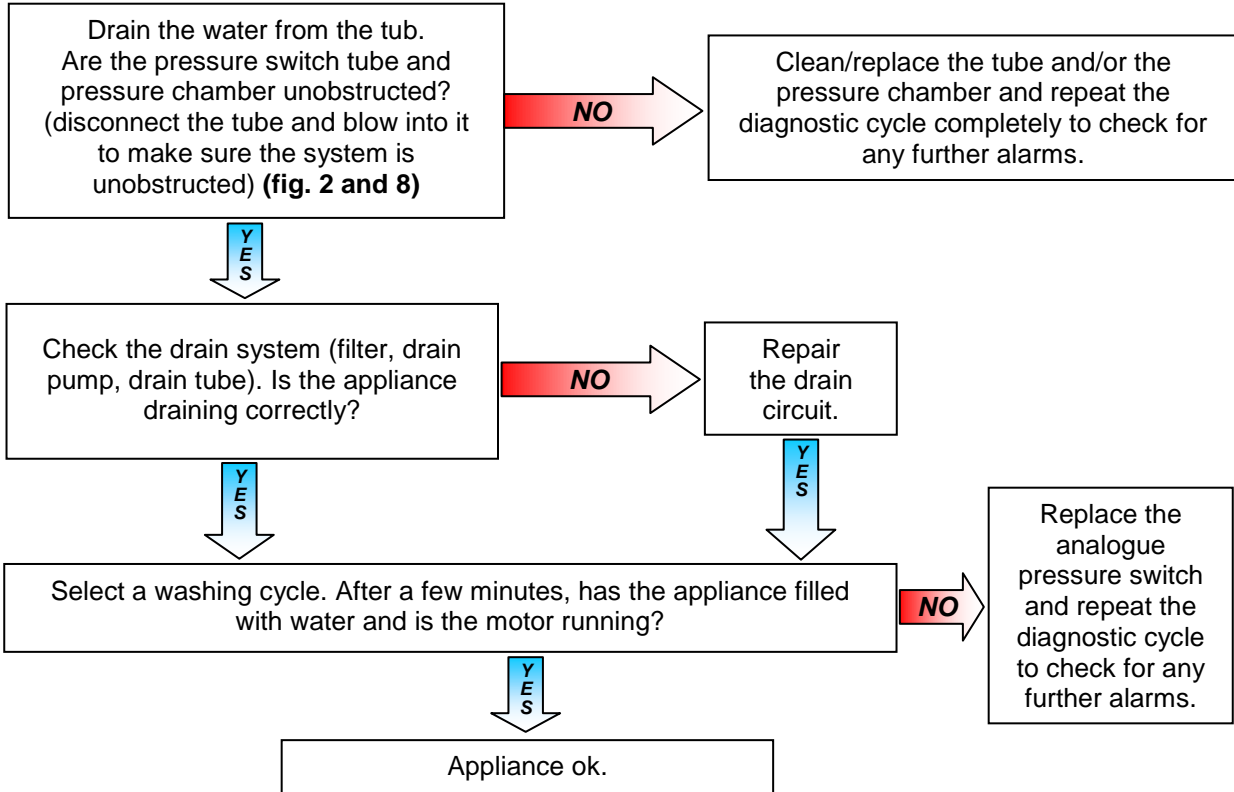 Drain the water from the tub.
Are the pressure switch tube and
pressure chamber unobstructed?
(disconnect the tube and blow into it
to make sure the system is
unobstructed) (fig. 2 and 8)
NO
Clean/replace the tube and/or the
pressure chamber and repeat the
diagnostic cycle completely to check for
any further alarms.
YES
Check the drain system (filter, drain
pump, drain tube). Is the appliance
draining correctly?
NO
Repair
the drain
circuit.
YES
YES
Select a washing cycle. After a few minutes, has the appliance filled
with water and is the motor running?
NO
Replace the
analogue
pressure switch
and repeat the
diagnostic cycle
to check for any
further alarms.
YES
Appliance ok.